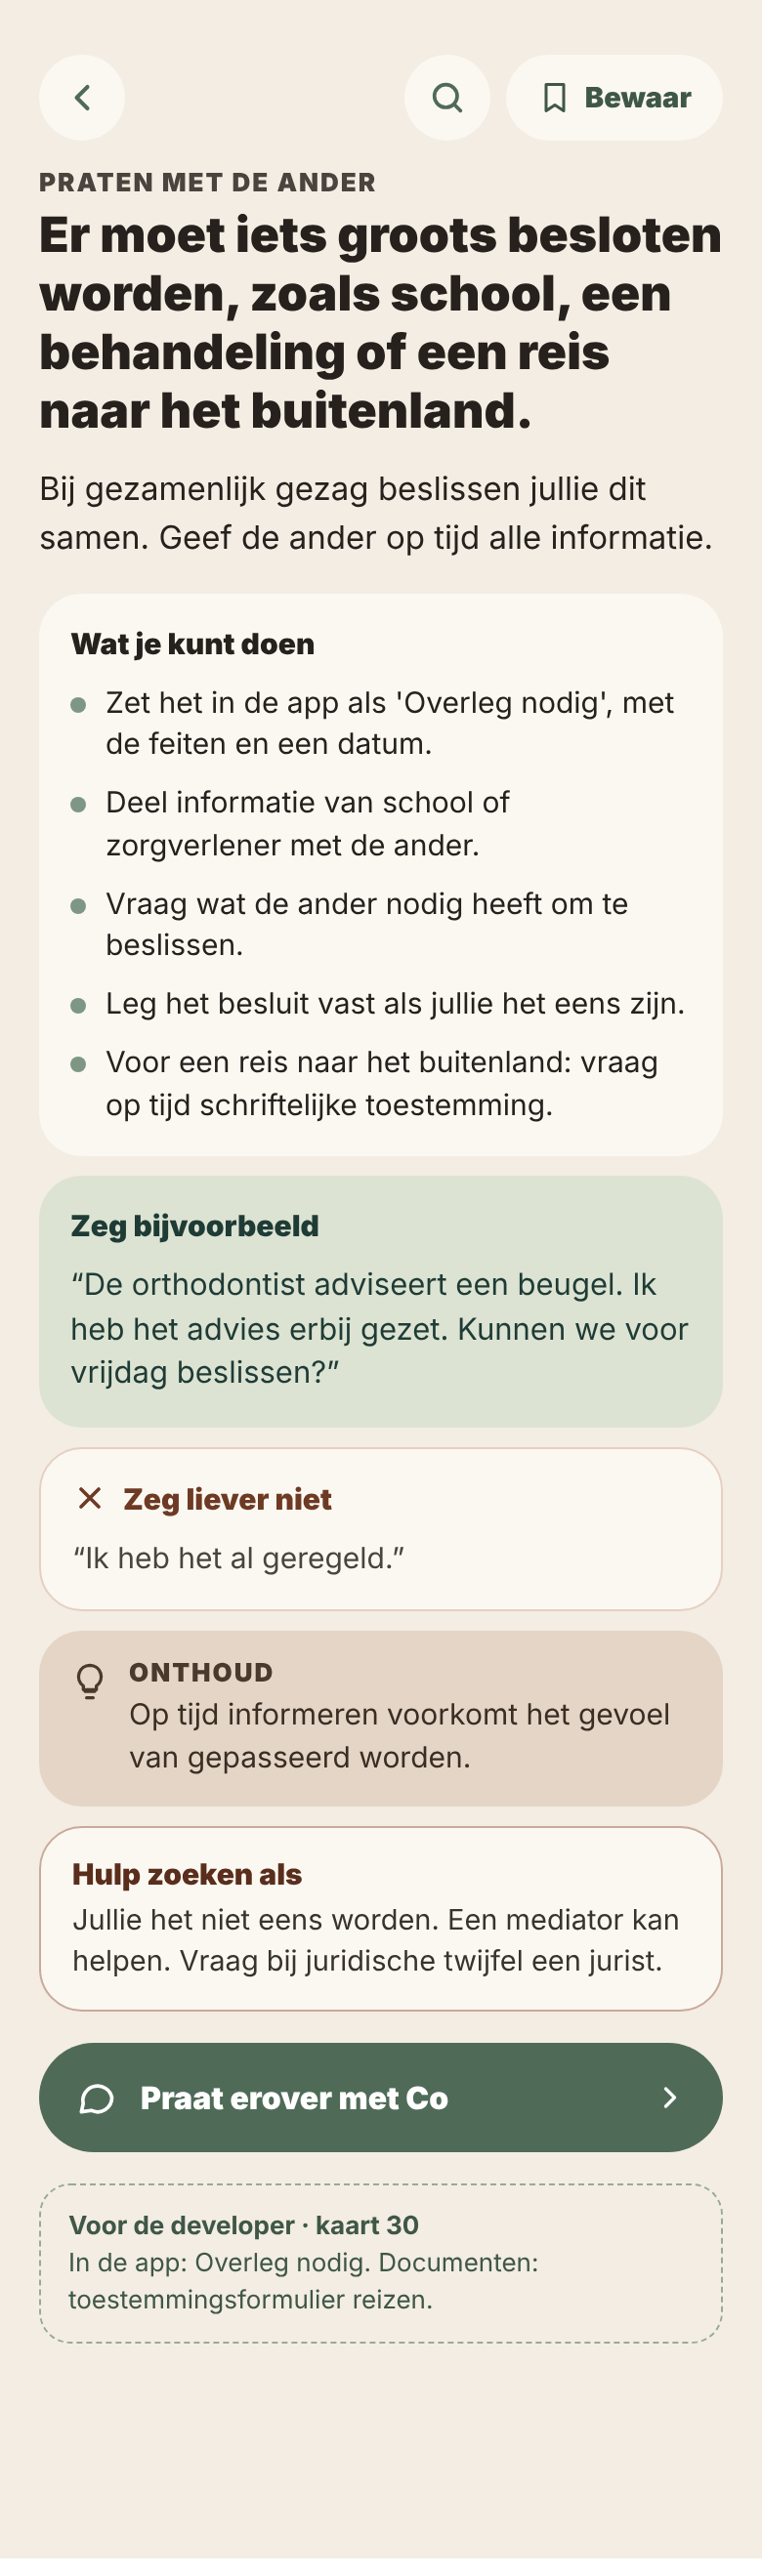 Bewaar
PRATEN MET DE ANDER
Er moet iets groots besloten
worden, zoals school, een
behandeling of een reis
naar het buitenland.
Bij gezamenlijk gezag beslissen jullie dit
samen. Geef de ander op tijd alle informatie.
Wat je kunt doen
Zet het in de app als 'Overleg nodig', met
de feiten en een datum.
Deel informatie van school of
zorgverlener met de ander.
Vraag wat de ander nodig heeft om te
beslissen.
Leg het besluit vast als jullie het eens zijn.
Voor een reis naar het buitenland: vraag
op tijd schriftelijke toestemming.
Zeg bijvoorbeeld
“De orthodontist adviseert een beugel. Ik
heb het advies erbij gezet. Kunnen we voor
vrijdag beslissen?”
Zeg liever niet
“Ik heb het al geregeld.”
ONTHOUD
Op tijd informeren voorkomt het gevoel
van gepasseerd worden.
Hulp zoeken als
Jullie het niet eens worden. Een mediator kan
helpen. Vraag bij juridische twijfel een jurist.
Praat erover met Co
Voor de developer · kaart 30
In de app: Overleg nodig. Documenten:
toestemmingsformulier reizen.